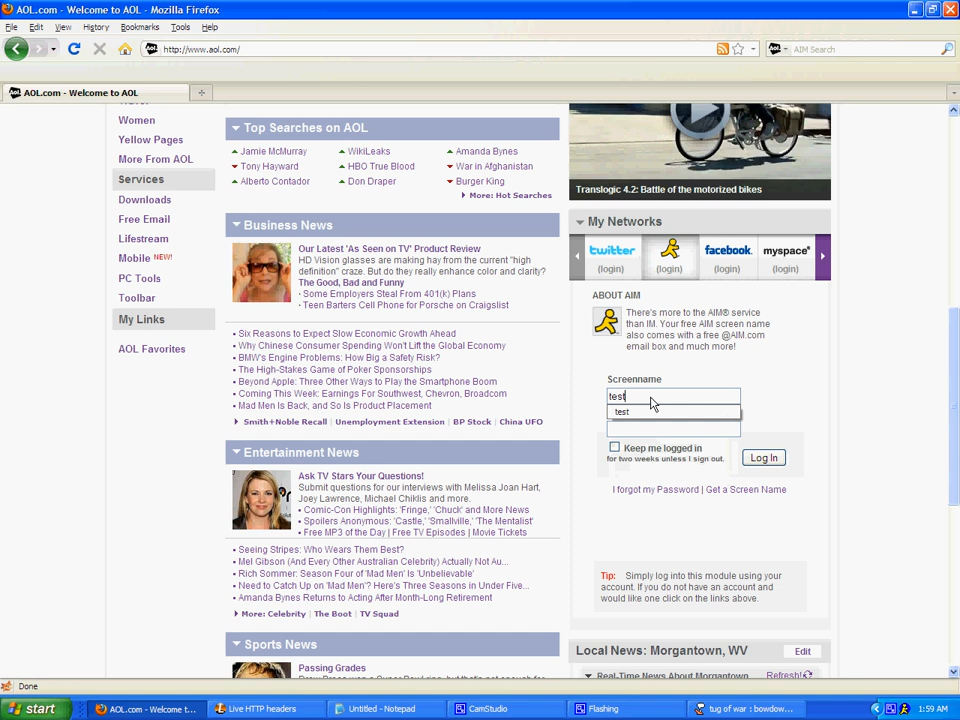 AOL.com - Welcome to AOL - Mozilla Firefox
File Edit View History Bookmarks Tools Help
Aol. http://www.aol.com/
Aol. AIM Search
AOL.com - Welcome to AOL
Women
Yellow Pages
More From AOL
Services
Downloads
Free Email
Lifestream
Mobile NEW!
PC Tools
Toolbar
My Links
AOL Favorites
Top Searches on AOL
Jamie McMurray WikiLeaks Amanda Bynes
Tony Hayward HBO True Blood War in Afghanistan
Alberto Contador Don Draper Burger King
More: Hot Searches
Business News
Our Latest 'As Seen on TV' Product Review
HD Vision glasses are making hay from the current "high
definition" craze. But do they really enhance color and clarity?
The Good, Bad and Funny
· Some Employers Steal From 401(k) Plans
· Teen Barters Cell Phone for Porsche on Craigslist
• Six Reasons to Expect Slow Economic Growth Ahead
• Why Chinese Consumer Spending Won't Lift the Global Economy
• BMW's Engine Problems: How Big a Safety Risk?
• The High-Stakes Game of Poker Sponsorships
• Beyond Apple: Three Other Ways to Play the Smartphone Boom
• Coming This Week: Earnings For Southwest, Chevron, Broadcom
• Mad Men Is Back, and So Is Product Placement
Smith+Noble Recall | Unemployment Extension | BP Stock | China UFO
Entertainment News
Ask TV Stars Your Questions!
Submit questions for our interviews with Melissa Joan Hart,
Joey Lawrence, Michael Chiklis and more.
• Comic-Con Highlights: 'Fringe,' 'Chuck' and More News
• Spoilers Anonymous: 'Castle,' 'Smallville,' 'The Mentalist'
• Free MP3 of the Day | Free TV Episodes | Movie Tickets
• Seeing Stripes: Who Wears Them Best?
• Mel Gibson (And Every Other Australian Celebrity) Actually Not Au...
• Rich Sommer: Season Four of 'Mad Men' Is 'Unbelievable'
• Need to Catch Up on 'Mad Men'? Here's Three Seasons in Under Five...
• Amanda Bynes Returns to Acting After Month-Long Retirement
More: Celebrity | The Boot | TV Squad
Sports News
Passing Grades
Translogic 4.2: Battle of the motorized bikes
My Networks
twitter facebook. myspace
(login) (login) (login) (login)
ABOUT AIM
There's more to the AIM® service
than IM. Your free AIM screen name
also comes with a free @AIM.com
email box and much more!
Screenname
test
test
Keep me logged in
for two weeks unless I sign out.
Log In
I forgot my Password | Get a Screen Name
Tip: Simply log into this module using your
account. If you do not have an account and
would like one click on the links above.
Local News: Morgantown, WV Edit
Real-Time News About Morgantown Refresh!
Done
start AOL.com - Welcome t... Live HTTP headers Untitled - Notepad CamStudio Flashing tug of war : bowdow... 1:59 AM